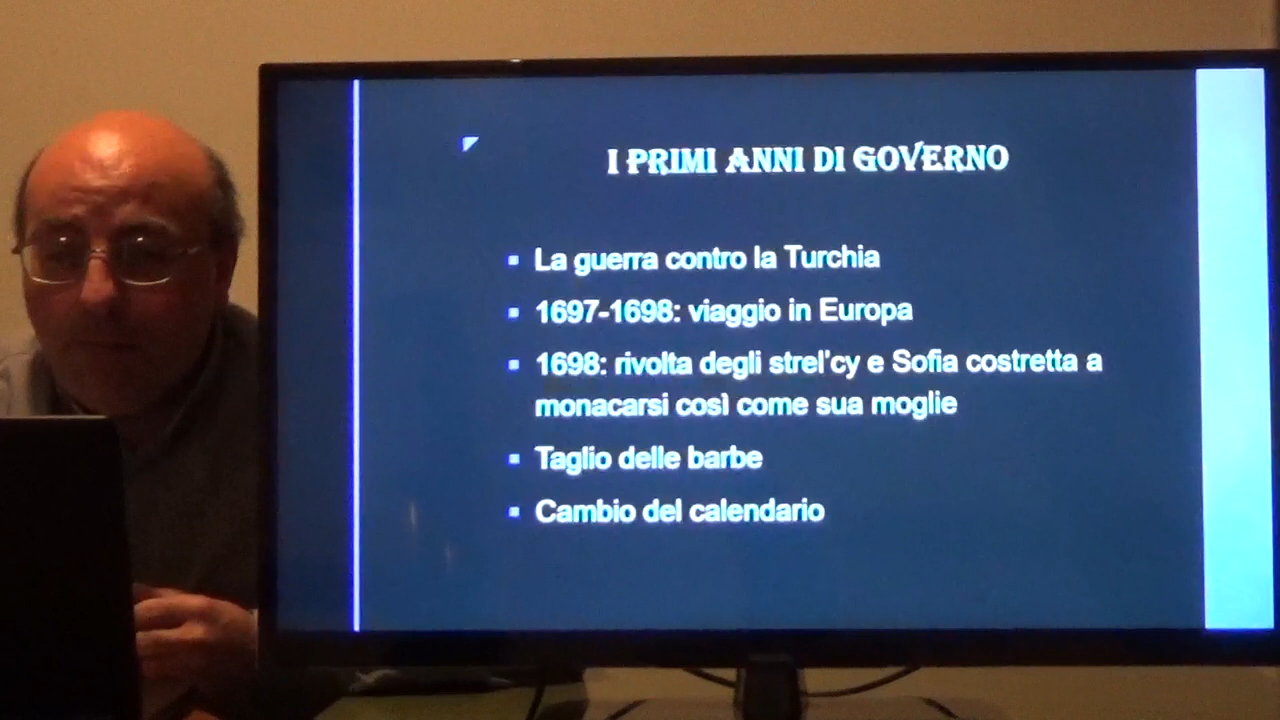 I PRIMI ANNI DI GOVERNO
▪ La guerra contro la Turchia
▪ 1697-1698: viaggio in Europa
▪ 1698: rivolta degli strel'cy e Sofia costretta a
monacarsi così come sua moglie
▪ Taglio delle barbe
▪ Cambio del calendario